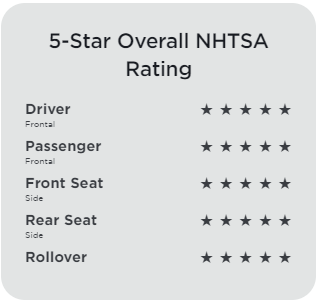 5-Star Overall NHTSA
Rating
Driver ★ ★ ★ ★ ★
Frontal
Passenger ★ ★ ★ ★ ★
Frontal
Front Seat ★ ★ ★ ★ ★
Side
Rear Seat ★ ★ ★ ★ ★
Side
Rollover ★ ★ ★ ★ ★